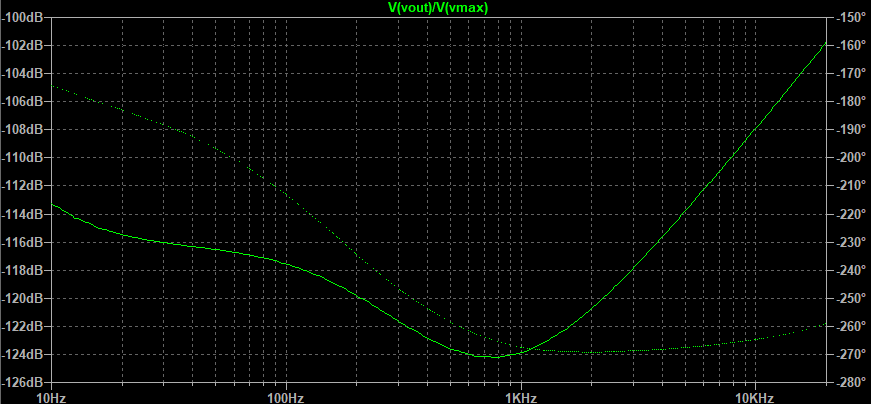 V(vout)/V(vmax)
-100dB -150°
-102dB -160°
-104dB -170°
-106dB -180°
-108dB -190°
-110dB -200°
-112dB -210°
-114dB -220°
-116dB -230°
-118dB -240°
-120dB -250°
-122dB -260°
-124dB -270°
-126dB -280°
10Hz 100Hz 1KHz 10KHz